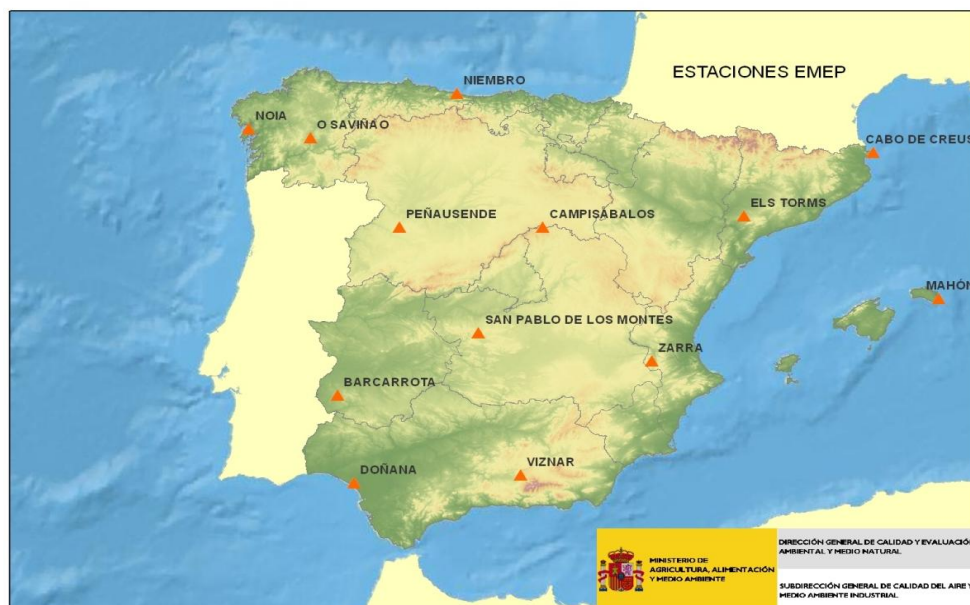 ESTACIONES EMEP
NIEMBRO
NOIA
O SAVIÑAO
CABO DE CREUS
PEÑAUSENDE
CAMPISÁBALOS
ELS TORMS
MAHÓN
SAN PABLO DE LOS MONTES
ZARRA
BARCARROTA
DOÑANA
VIZNAR
MINISTERIO DE
AGRICULTURA, ALIMENTACIÓN
Y MEDIO AMBIENTE
DIRECCIÓN GENERAL DE CALIDAD Y EVALUACIÓ
AMBIENTAL Y MEDIO NATURAL
SUBDIRECCIÓN GENERAL DE CALIDAD DEL AIRE Y
MEDIO AMBIENTE INDUSTRIAL